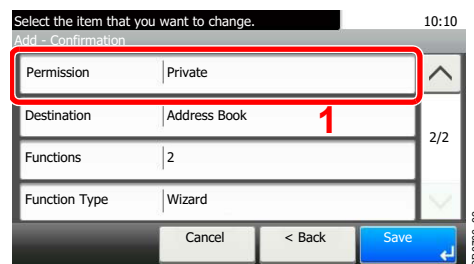 Select the item that you want to change. 10:10
Add - Confirmation
Permission Private
Destination Address Book 1
2/2
Functions 2
Function Type Wizard
Cancel < Back Save